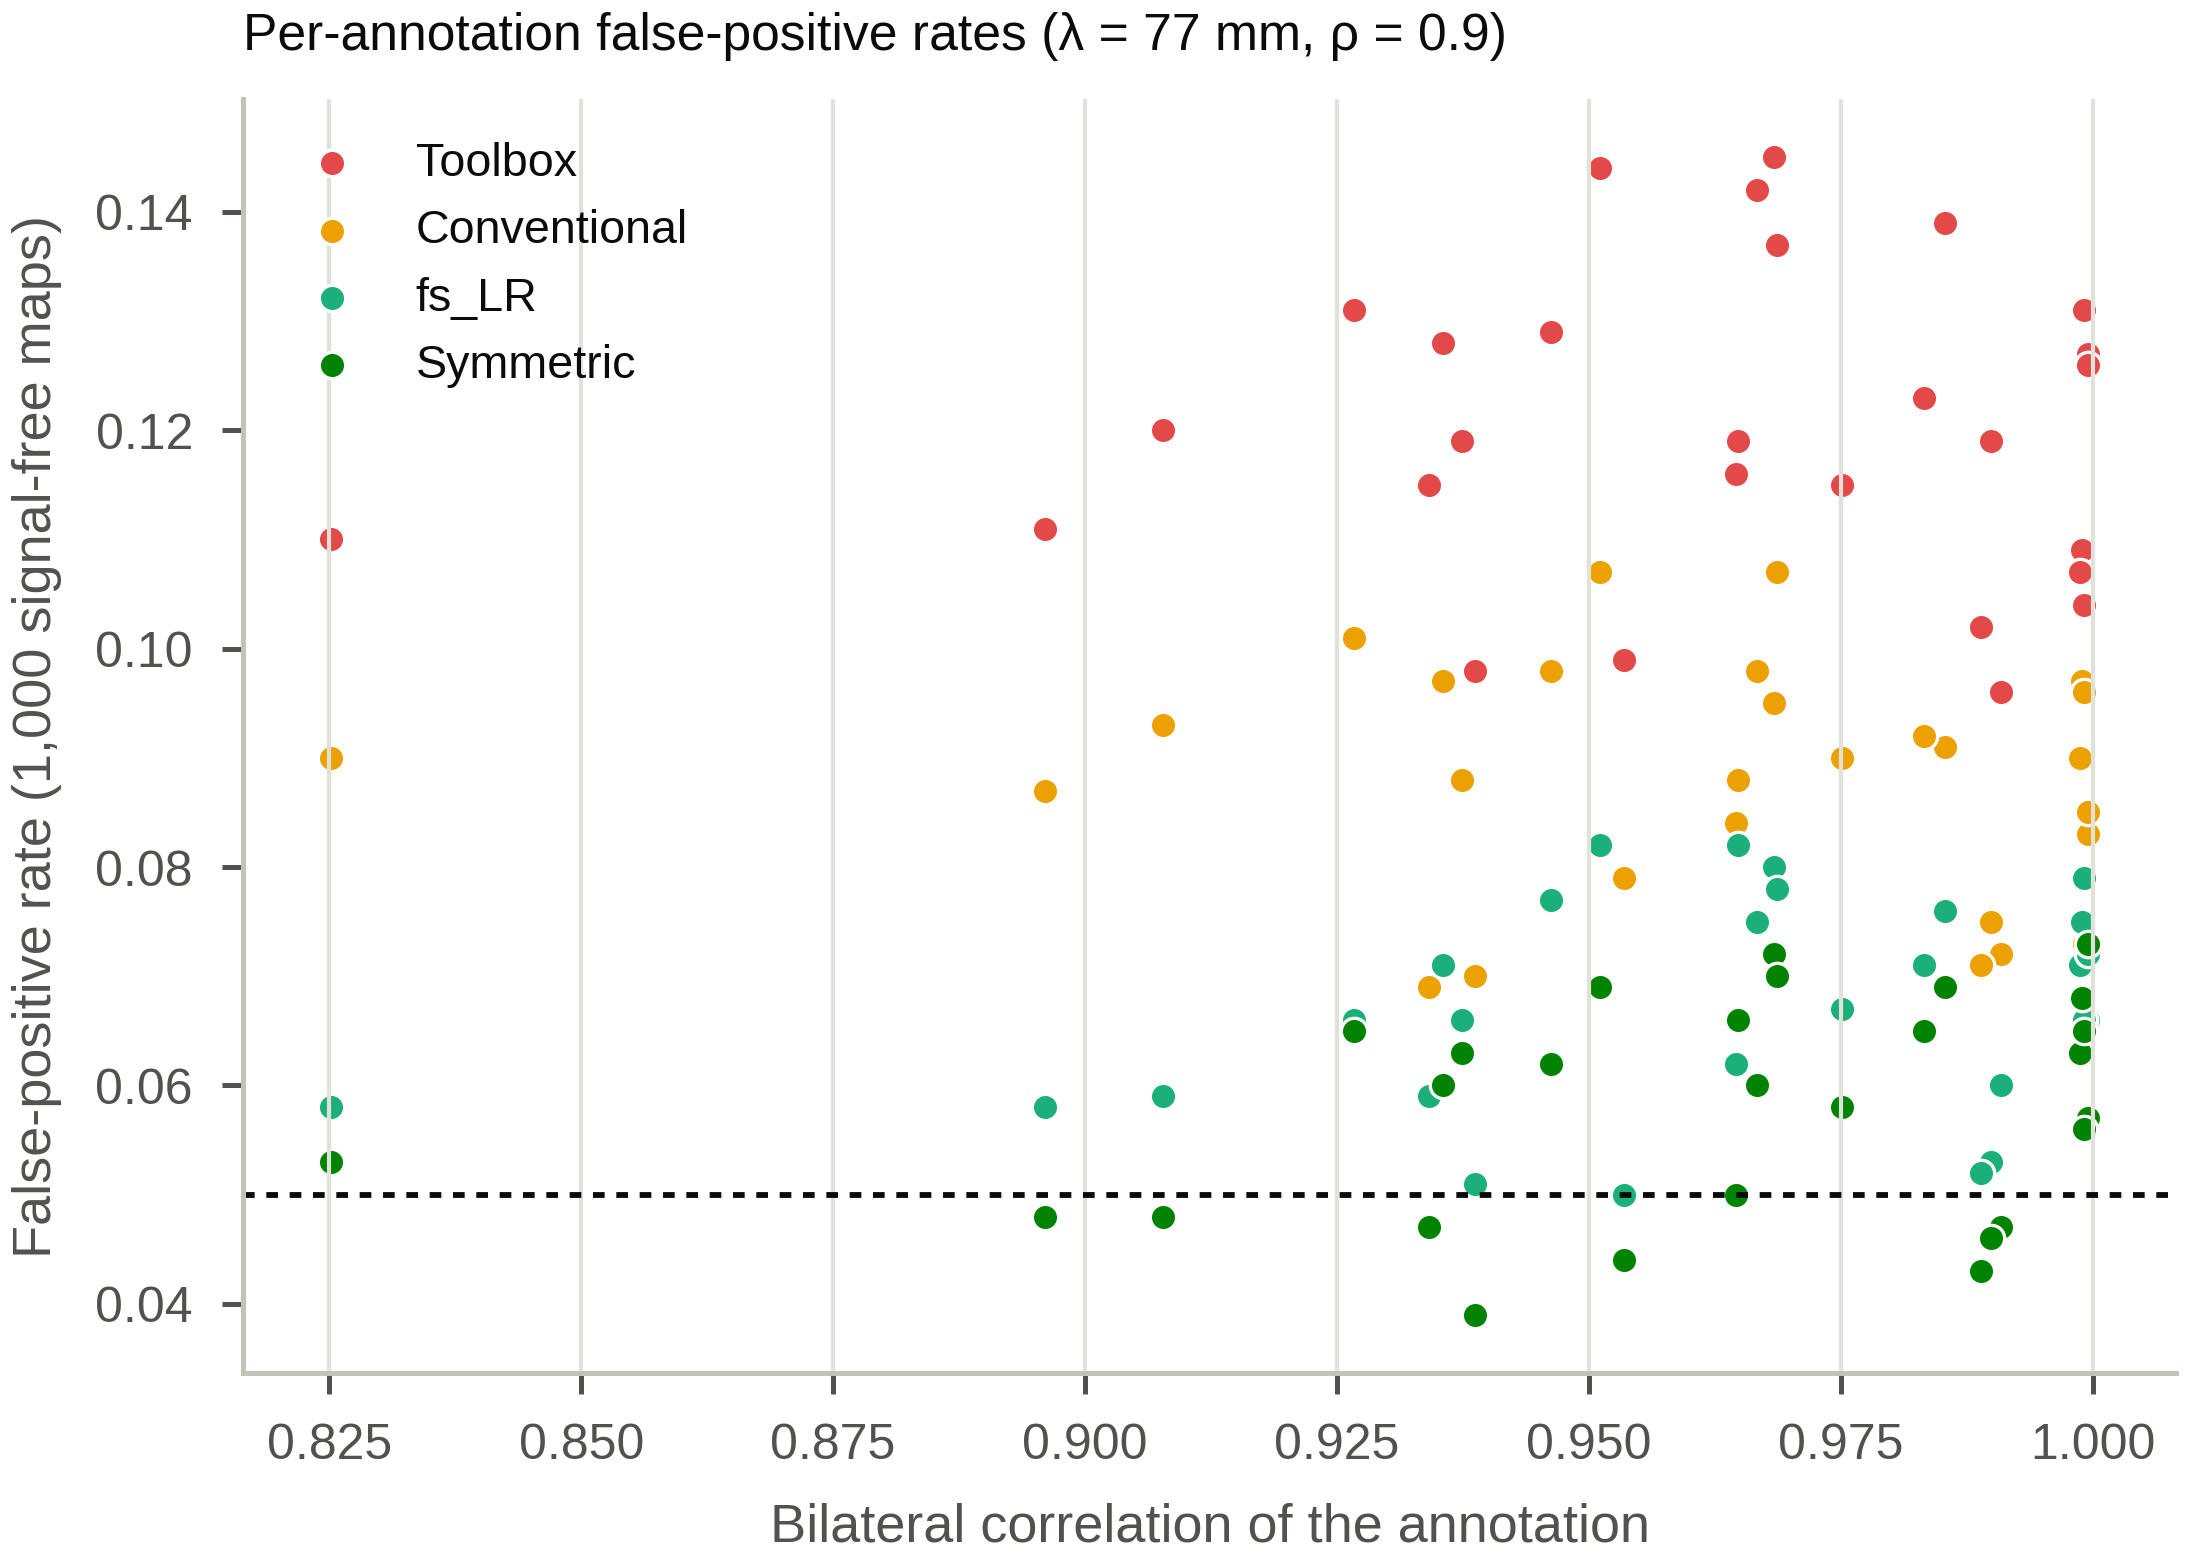 Per-annotation false-positive rates (λ = 77 mm, ρ = 0.9)
Toolbox
Conventional
fs_LR
Symmetric
False-positive rate (1,000 signal-free maps)
0.14
0.12
0.10
0.08
0.06
0.04
0.825 0.850 0.875 0.900 0.925 0.950 0.975 1.000
Bilateral correlation of the annotation